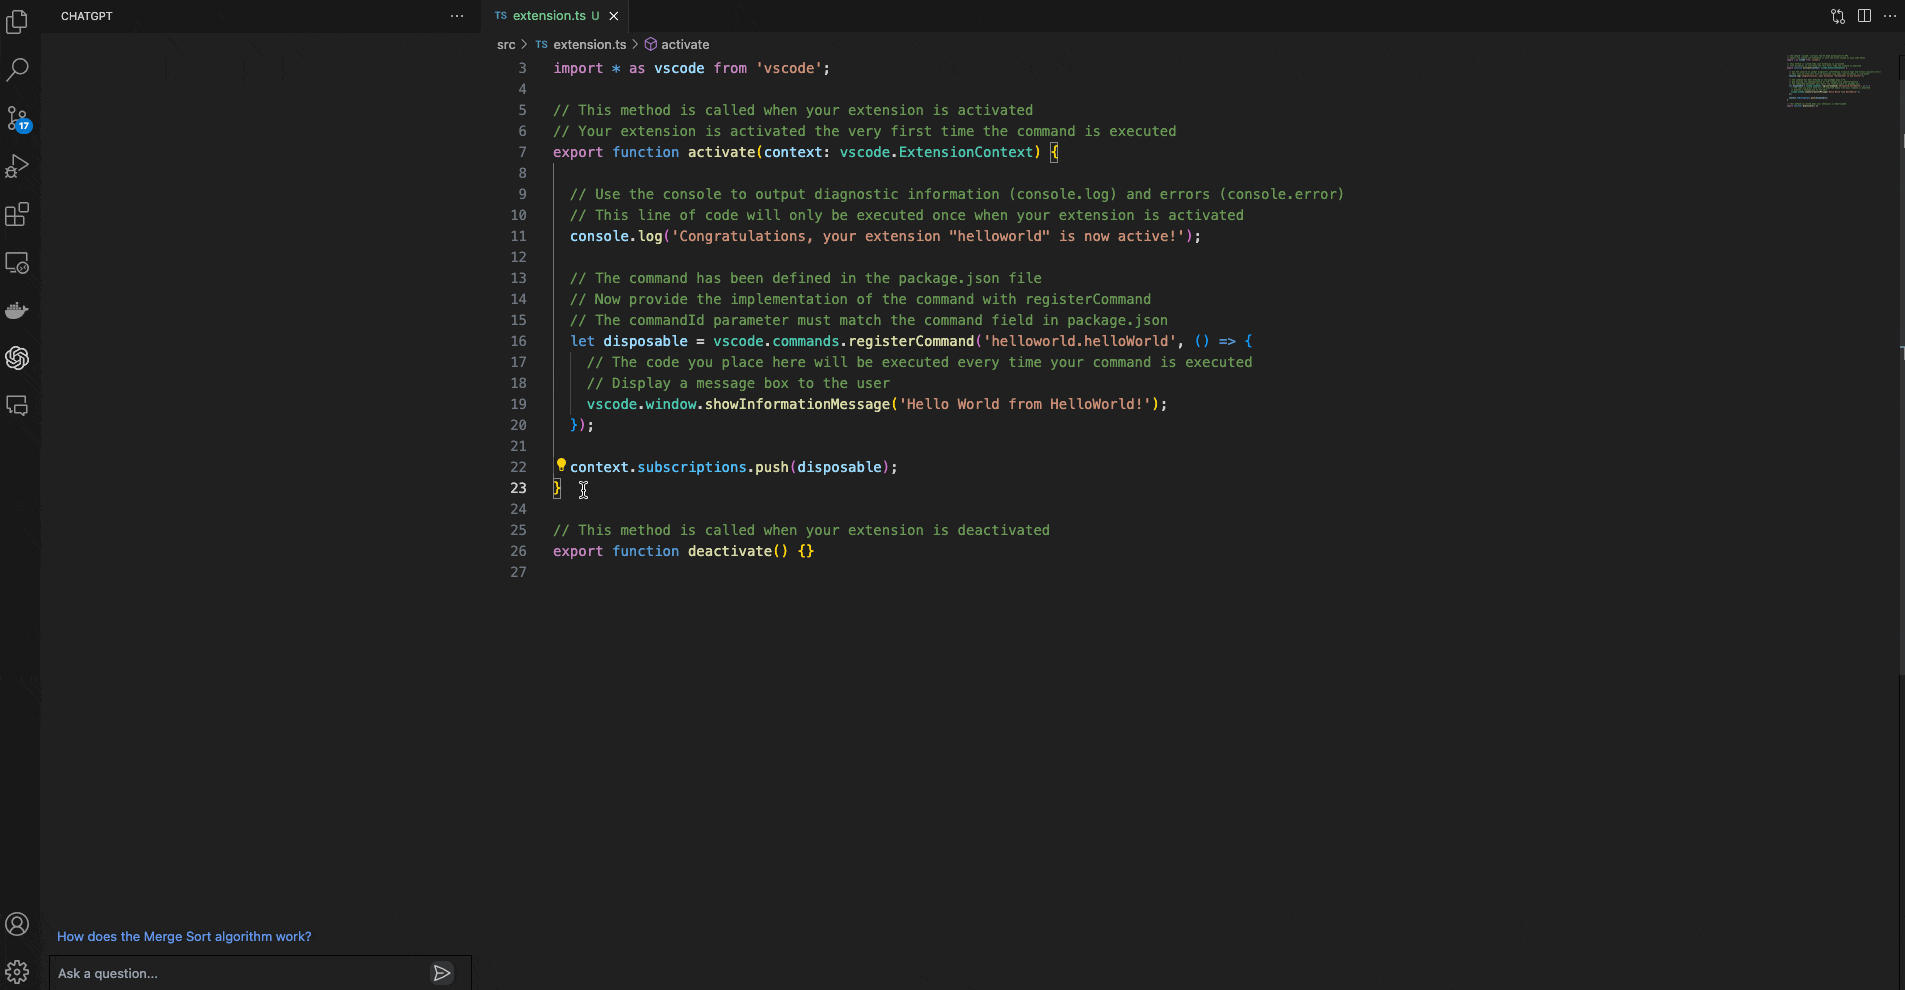 CHATGPT
TS extension.ts U
src > TS extension.ts > activate
3 import * as vscode from 'vscode';
4
5 // This method is called when your extension is activated
6 // Your extension is activated the very first time the command is executed
7 export function activate(context: vscode.ExtensionContext) {
8
9 // Use the console to output diagnostic information (console.log) and errors (console.error)
10 // This line of code will only be executed once when your extension is activated
11 console.log('Congratulations, your extension "helloworld" is now active!');
12
13 // The command has been defined in the package.json file
14 // Now provide the implementation of the command with registerCommand
15 // The commandId parameter must match the command field in package.json
16 let disposable = vscode.commands.registerCommand('helloworld.helloWorld', () => {
17 // The code you place here will be executed every time your command is executed
18 // Display a message box to the user
19 vscode.window.showInformationMessage('Hello World from HelloWorld!');
20 });
21
22 context.subscriptions.push(disposable);
23 }
24
25 // This method is called when your extension is deactivated
26 export function deactivate() {}
27
17
How does the Merge Sort algorithm work?
Ask a question...